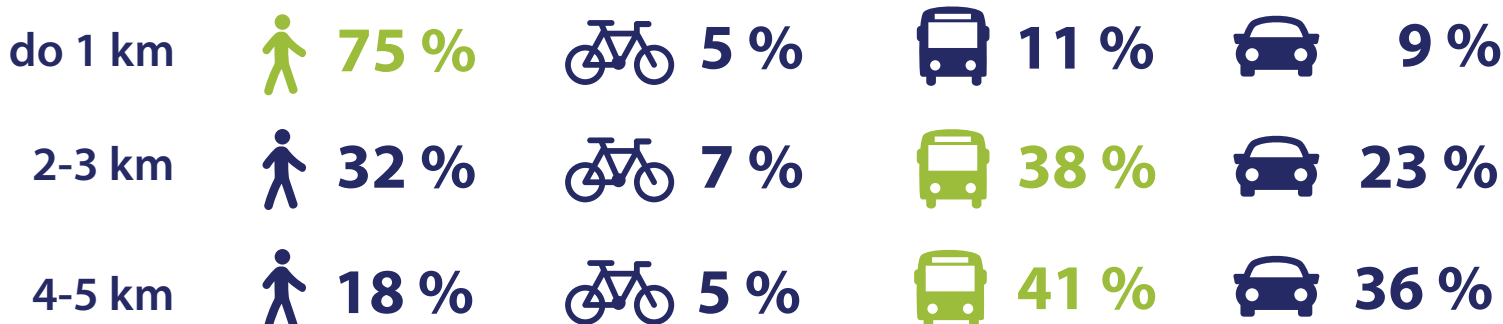 do 1 km 75 % 5 % 11 % 9 %
2-3 km 32 % 7 % 38 % 23 %
4-5 km 18 % 5 % 41 % 36 %